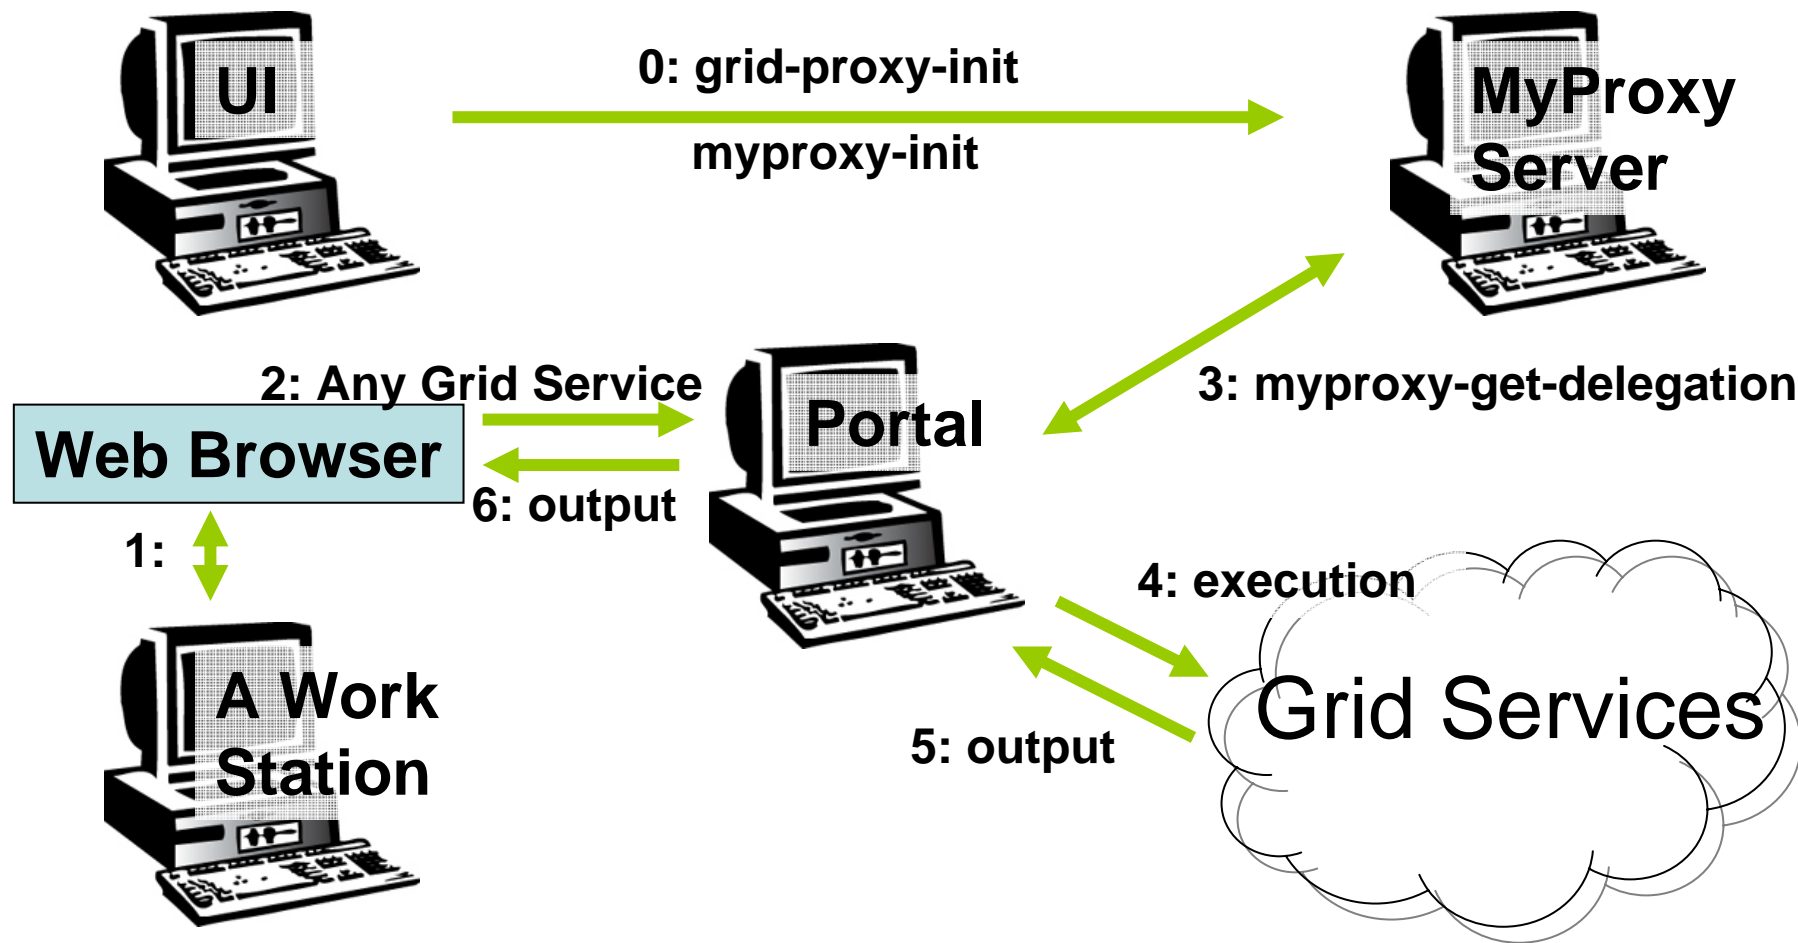 UI
0: grid-proxy-init
myproxy-init
MyProxy
Server
2: Any Grid Service
Portal
3: myproxy-get-delegation
Web Browser
6: output
1:
4: execution
A Work
Station
5: output
Grid Services